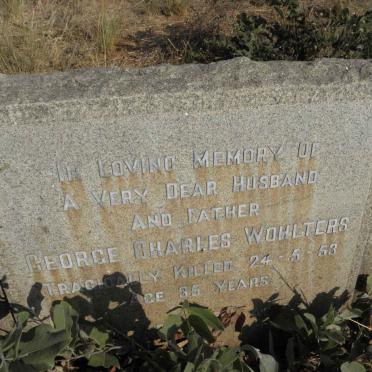 In Loving Memory of
A Very Dear Husband
And Father
George Charles Wohlters
Tragically Killed 24-5-53
Age 35 Years